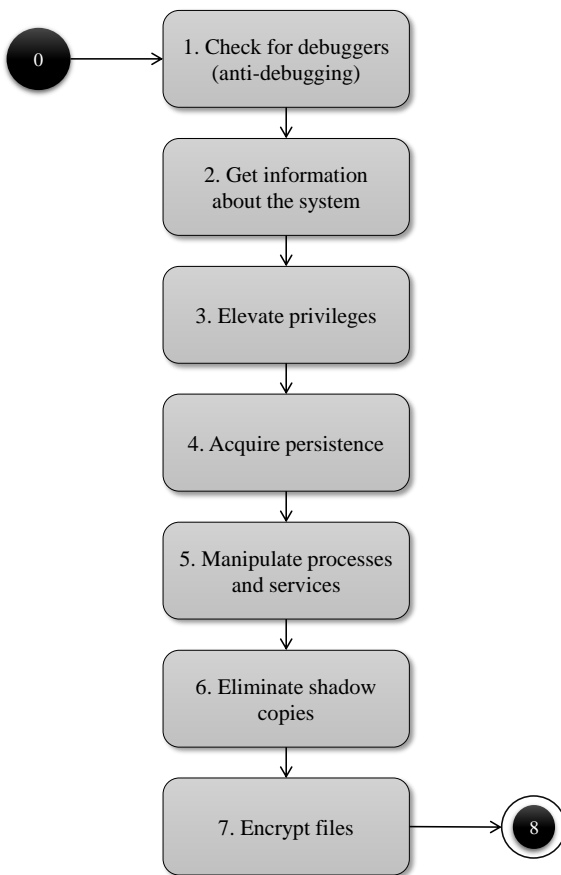 0
1. Check for debuggers
(anti-debugging)
2. Get information
about the system
3. Elevate privileges
4. Acquire persistence
5. Manipulate processes
and services
6. Eliminate shadow
copies
7. Encrypt files
8